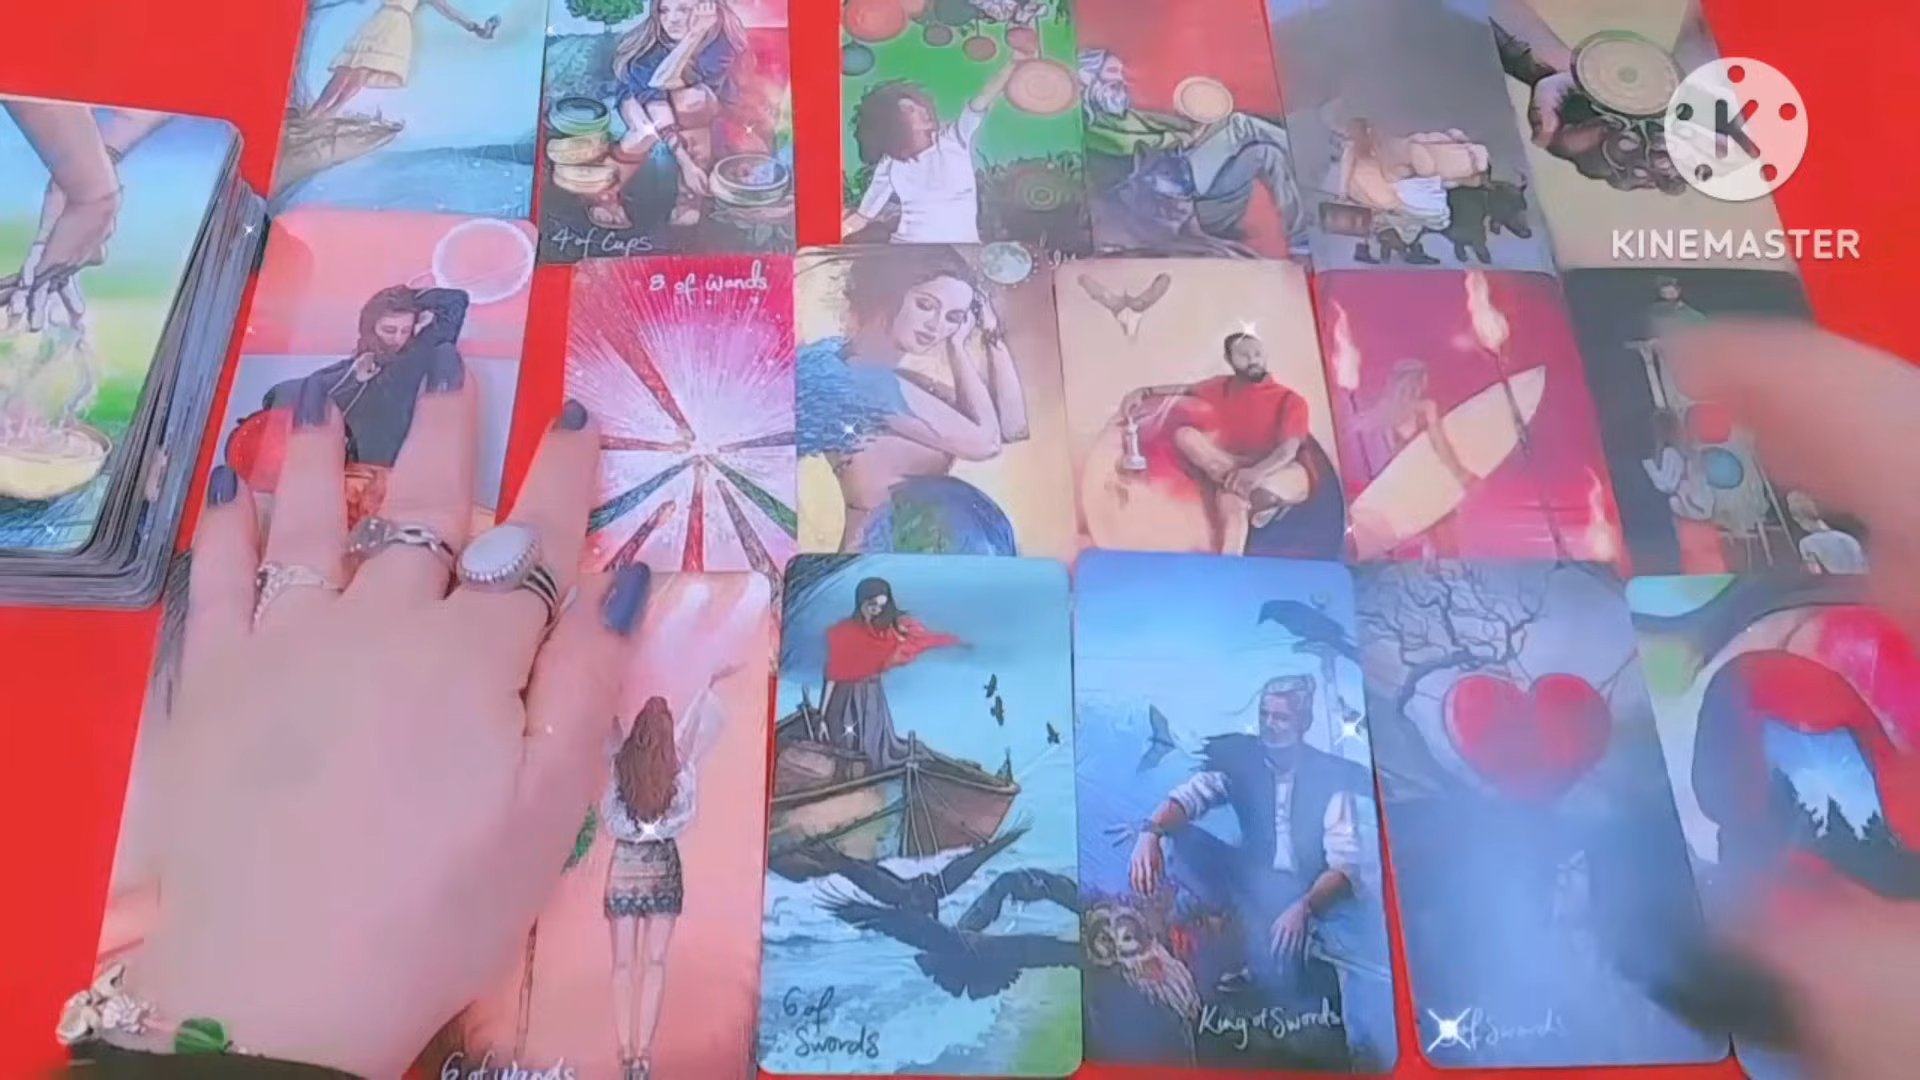 K
KINEMASTER
4 of Cups
8 of Wands
6 of Wands
6 of
Swords
King of Swords
of Swords